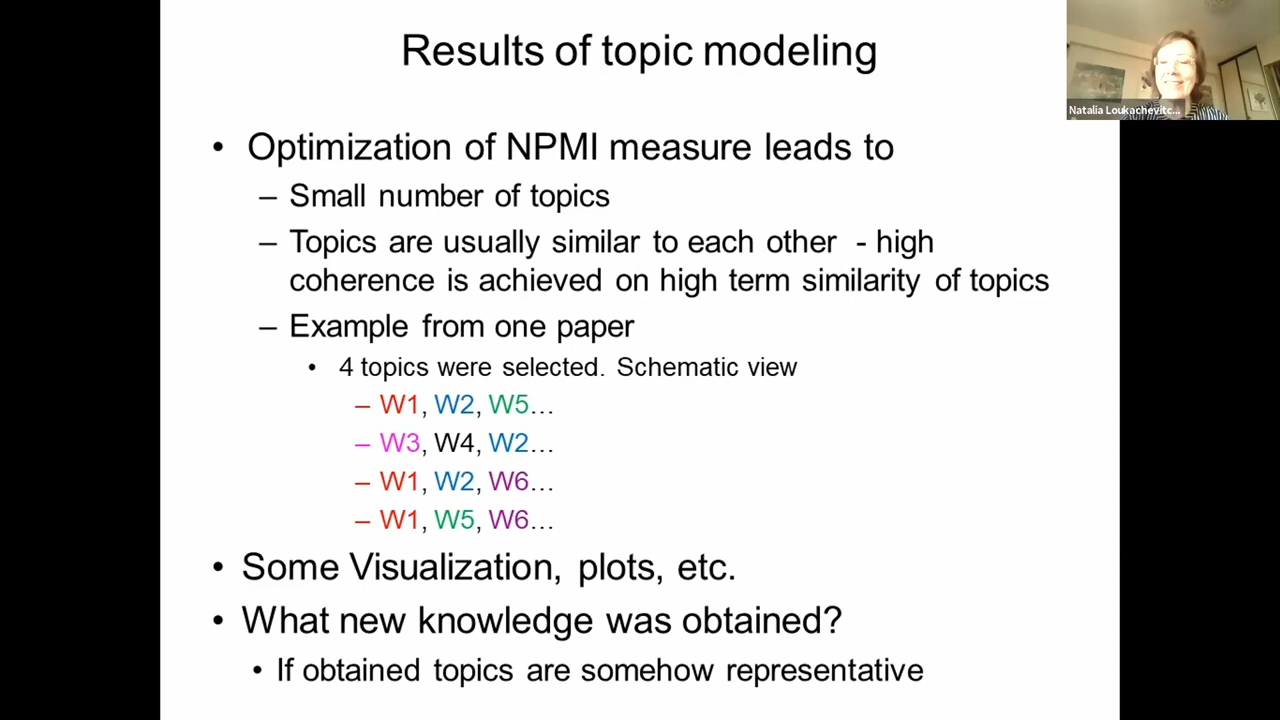 Results of topic modeling
Natalia Loukachevitc...
• Optimization of NPMI measure leads to
– Small number of topics
– Topics are usually similar to each other - high
coherence is achieved on high term similarity of topics
– Example from one paper
• 4 topics were selected. Schematic view
– W1, W2, W5...
– W3, W4, W2...
– W1, W2, W6...
– W1, W5, W6...
• Some Visualization, plots, etc.
• What new knowledge was obtained?
• If obtained topics are somehow representative